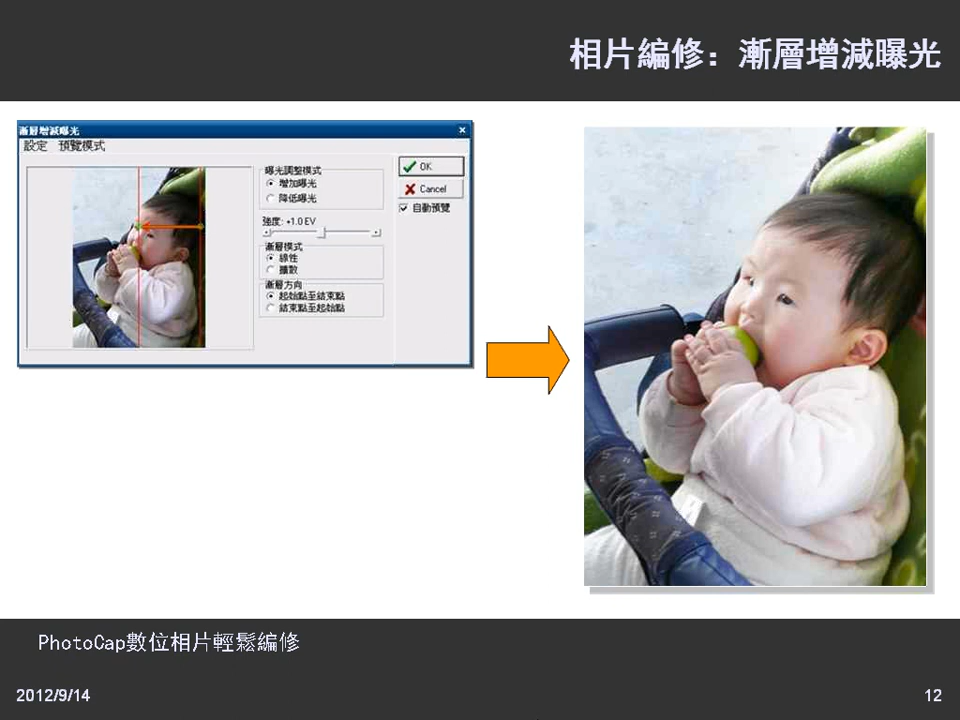 相片編修：漸層增減曝光
漸層增減曝光
設定 預覽模式
曝光調整模式
增加曝光
降低曝光
強度: +1.0 EV
漸層模式
線性
擴散
漸層方向
起始點至結束點
結束點至起始點
OK
Cancel
自動預覽
PhotoCap數位相片輕鬆編修
2012/9/14
12